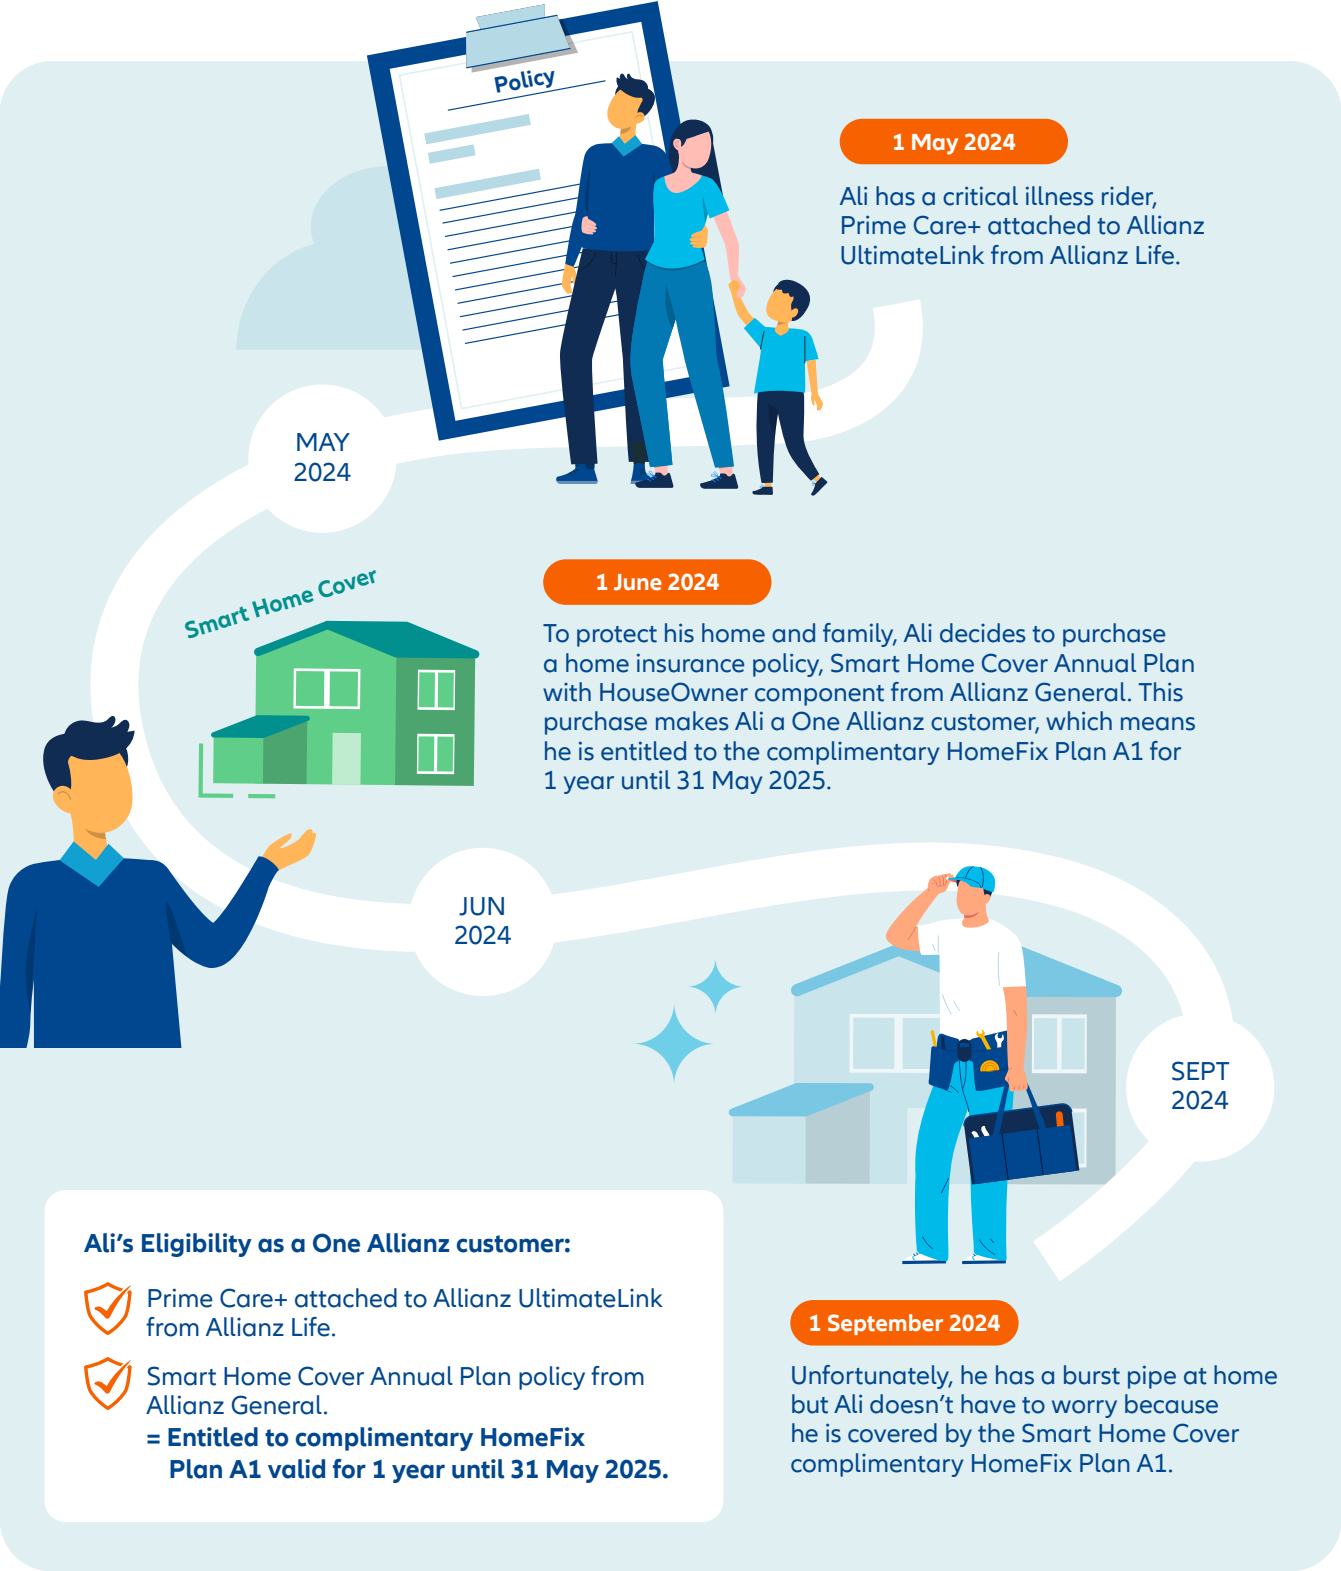 Policy
1 May 2024
Ali has a critical illness rider,
Prime Care+ attached to Allianz
UltimateLink from Allianz Life.
MAY
2024
Smart Home Cover
1 June 2024
To protect his home and family, Ali decides to purchase
a home insurance policy, Smart Home Cover Annual Plan
with HouseOwner component from Allianz General. This
purchase makes Ali a One Allianz customer, which means
he is entitled to the complimentary HomeFix Plan A1 for
1 year until 31 May 2025.
JUN
2024
SEPT
2024
Ali’s Eligibility as a One Allianz customer:
Prime Care+ attached to Allianz UltimateLink
from Allianz Life.
Smart Home Cover Annual Plan policy from
Allianz General.
= Entitled to complimentary HomeFix
Plan A1 valid for 1 year until 31 May 2025.
1 September 2024
Unfortunately, he has a burst pipe at home
but Ali doesn’t have to worry because
he is covered by the Smart Home Cover
complimentary HomeFix Plan A1.